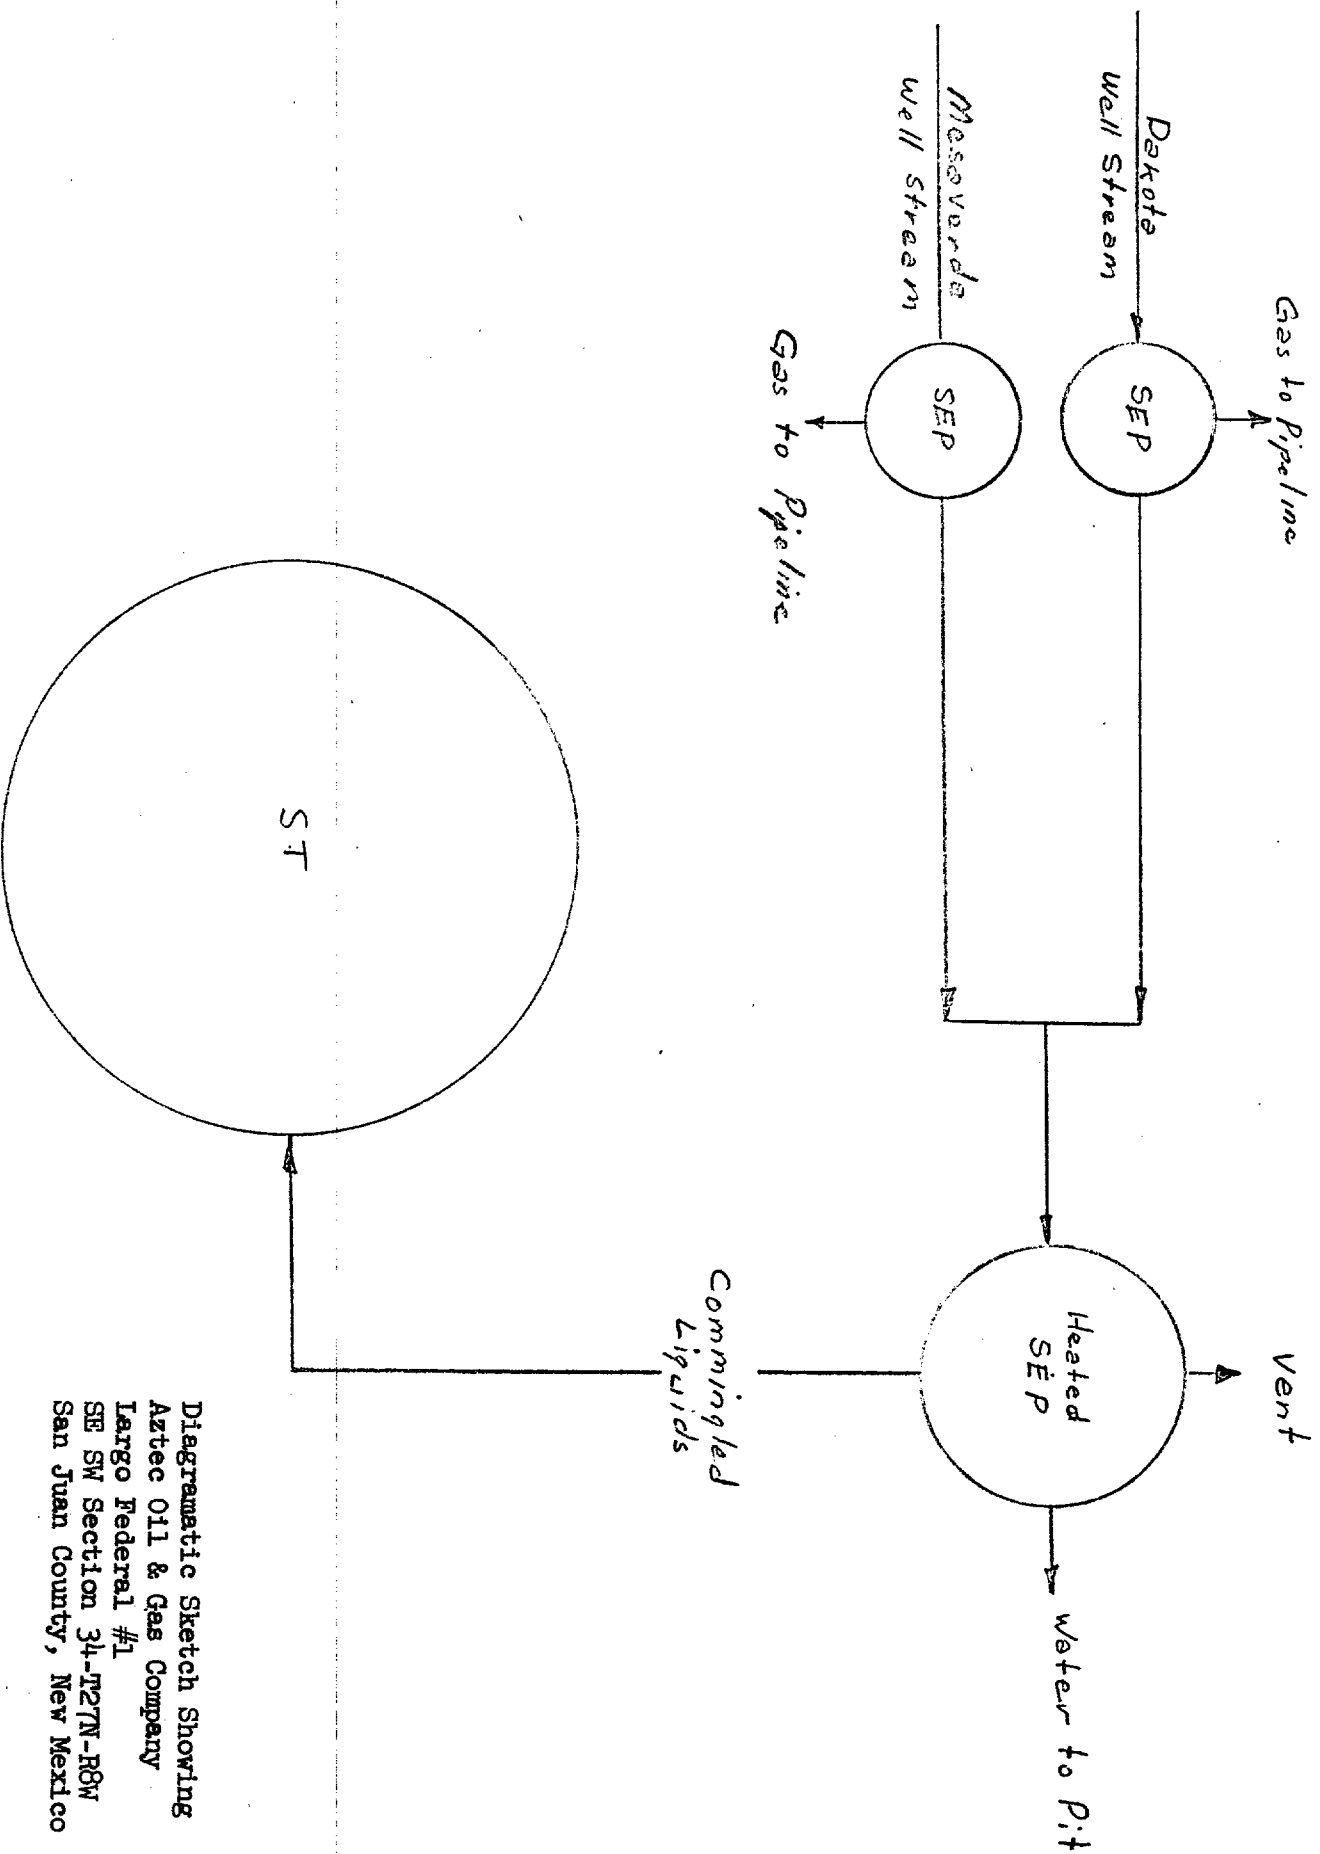 Gas to Pipeline
Dakota
Well Stream
SEP
Mesaverde
Well Stream
SEP
Gas to Pipeline
Vent
Heated
SEP
Water to Pit
Commingled
Liquids
ST
Diagramatic Sketch Showing
Aztec Oil & Gas Company
Largo Federal #1
SE SW Section 34-T27N-R8W
San Juan County, New Mexico